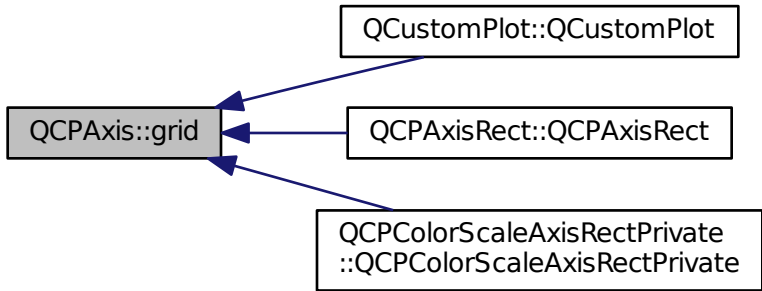 QCustomPlot::QCustomPlot
QCPAxis::grid
QCPAxisRect::QCPAxisRect
QCPColorScaleAxisRectPrivate
::QCPColorScaleAxisRectPrivate